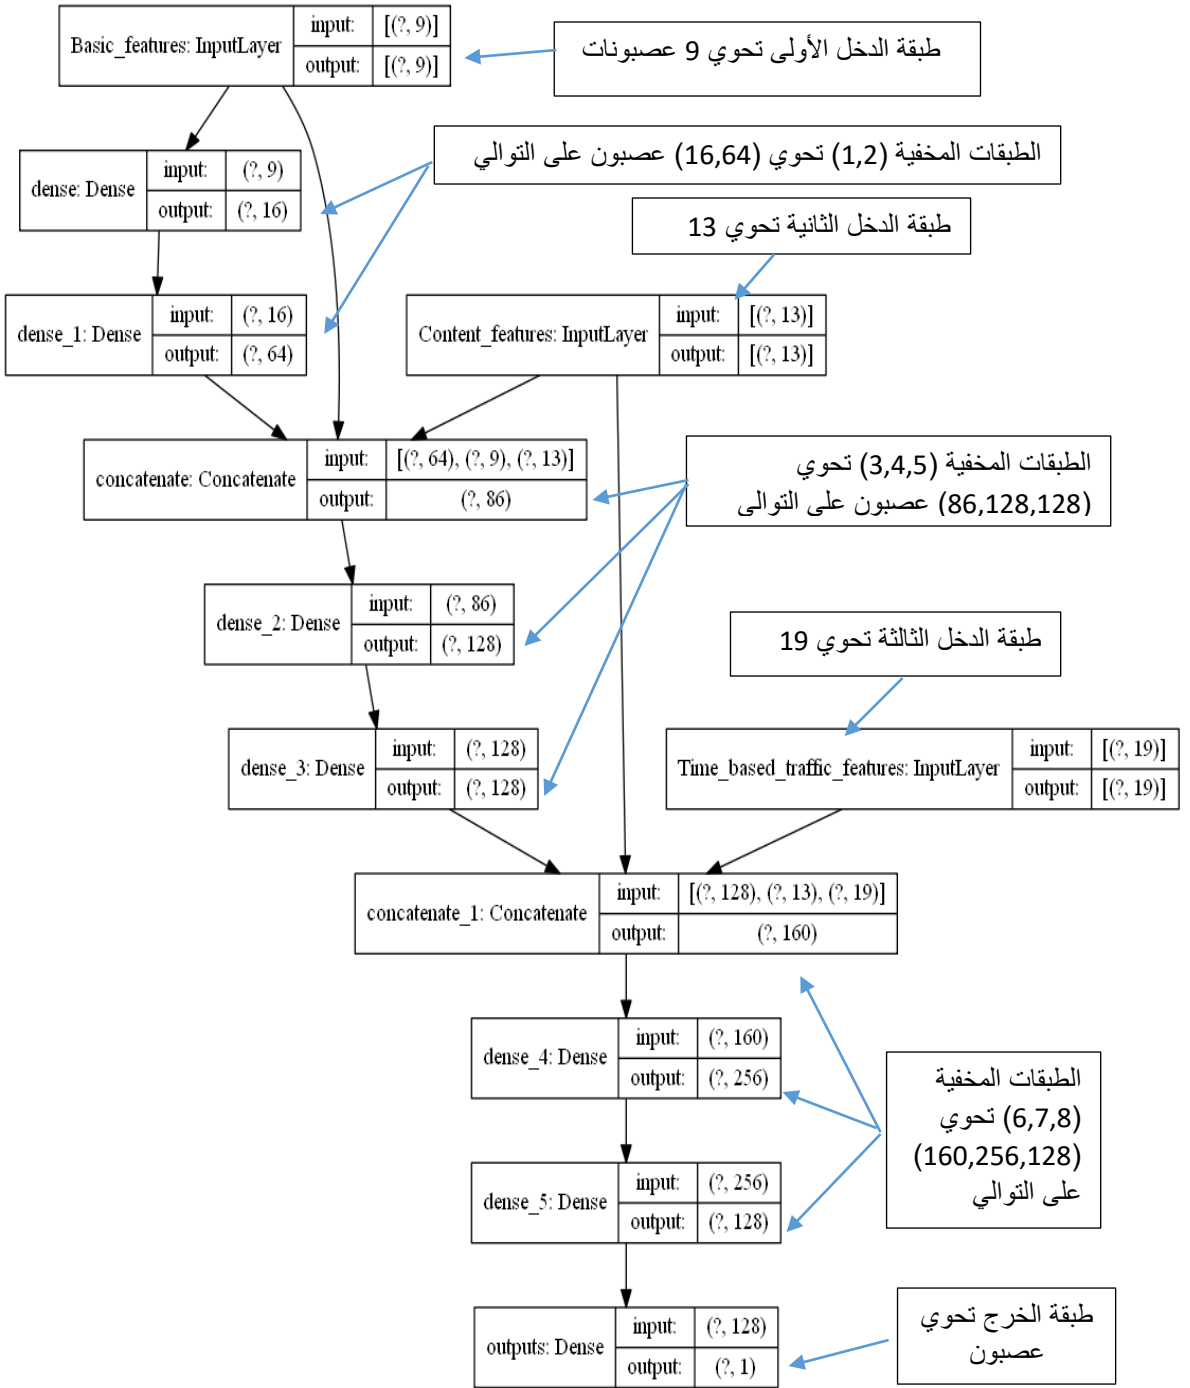 Basic_features: InputLayer
input: [(?, 9)]
output: [(?, 9)]
طبقة الدخل الأولى تحوي 9 عصبونات
dense: Dense
input: (?, 9)
output: (?, 16)
الطبقات المخفية (1,2) تحوي (16,64) عصبون على التوالي
طبقة الدخل الثانية تحوي 13
dense_1: Dense
input: (?, 16)
output: (?, 64)
Content_features: InputLayer
input: [(?, 13)]
output: [(?, 13)]
concatenate: Concatenate
input: [(?, 64), (?, 9), (?, 13)]
output: (?, 86)
الطبقات المخفية (3,4,5) تحوي
(86,128,128) عصبون على التوالى
dense_2: Dense
input: (?, 86)
output: (?, 128)
طبقة الدخل الثالثة تحوي 19
dense_3: Dense
input: (?, 128)
output: (?, 128)
Time_based_traffic_features: InputLayer
input: [(?, 19)]
output: [(?, 19)]
concatenate_1: Concatenate
input: [(?, 128), (?, 13), (?, 19)]
output: (?, 160)
dense_4: Dense
input: (?, 160)
output: (?, 256)
الطبقات المخفية
(6,7,8) تحوي
(160,256,128)
على التوالي
dense_5: Dense
input: (?, 256)
output: (?, 128)
outputs: Dense
input: (?, 128)
output: (?, 1)
طبقة الخرج تحوي
عصبون